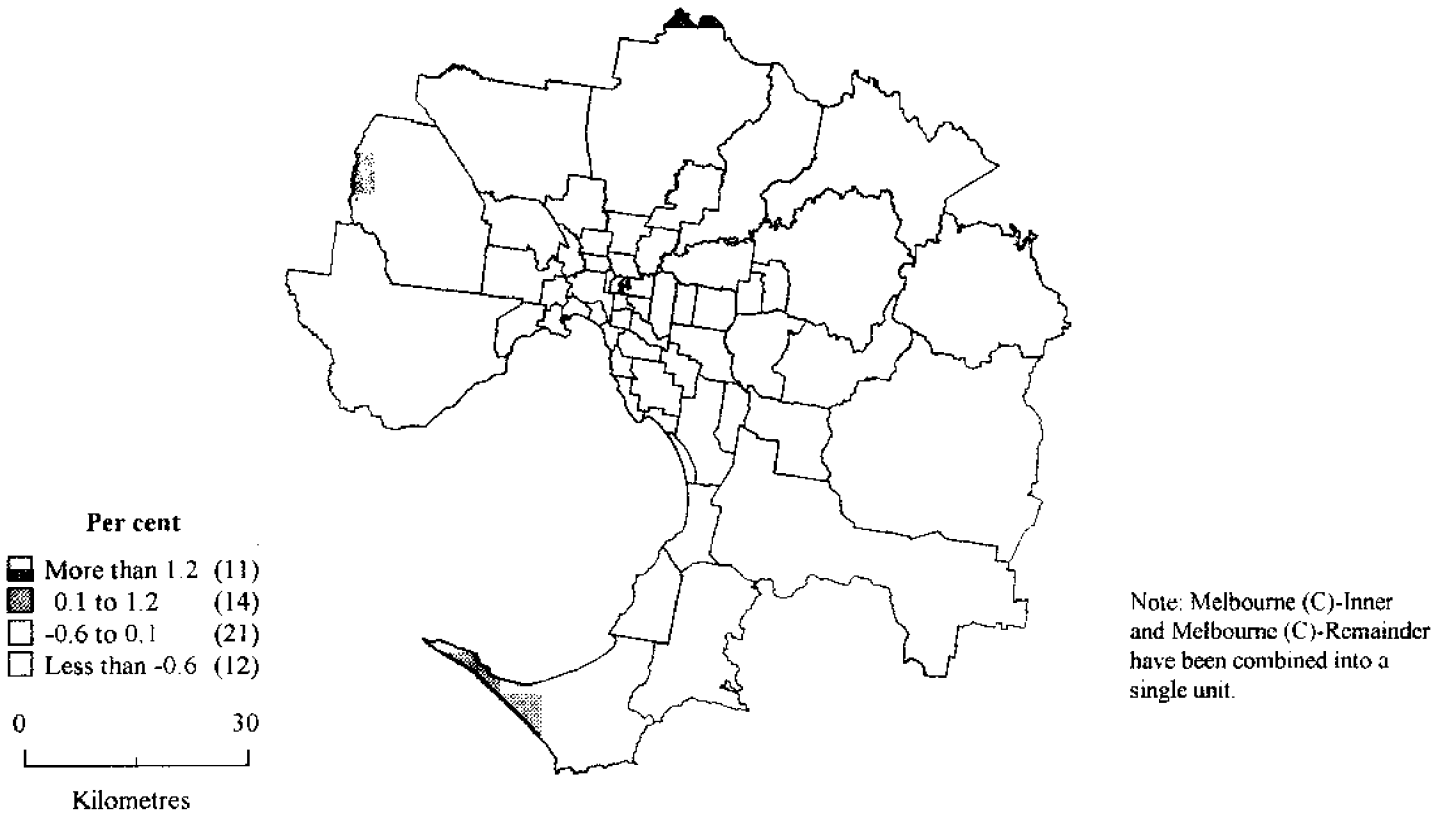 Per cent
More than 1.2 (11)
0.1 to 1.2 (14)
-0.6 to 0.1 (21)
Less than -0.6 (12)
0 30
Kilometres
Note: Melbourne (C)-Inner
and Melbourne (C)-Remainder
have been combined into a
single unit.